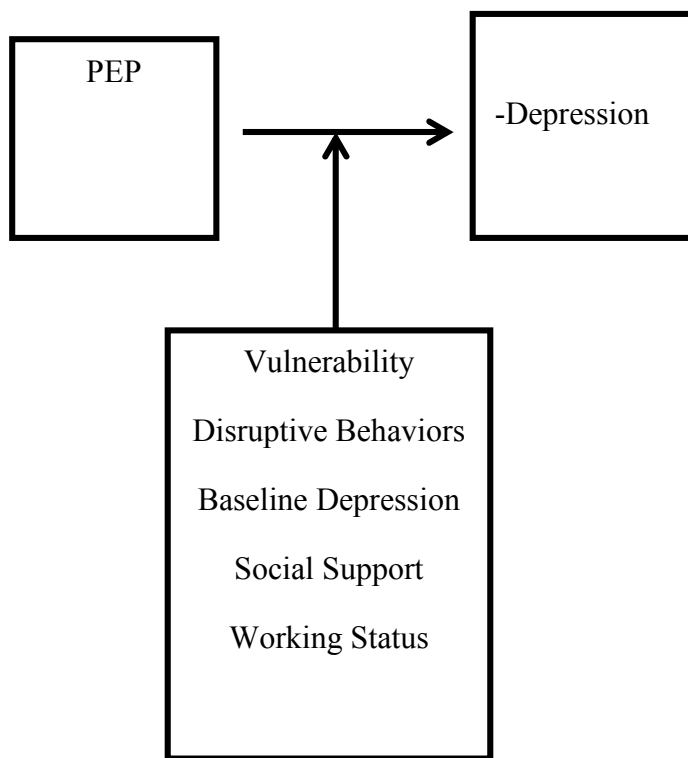 PEP
-Depression
Vulnerability
Disruptive Behaviors
Baseline Depression
Social Support
Working Status